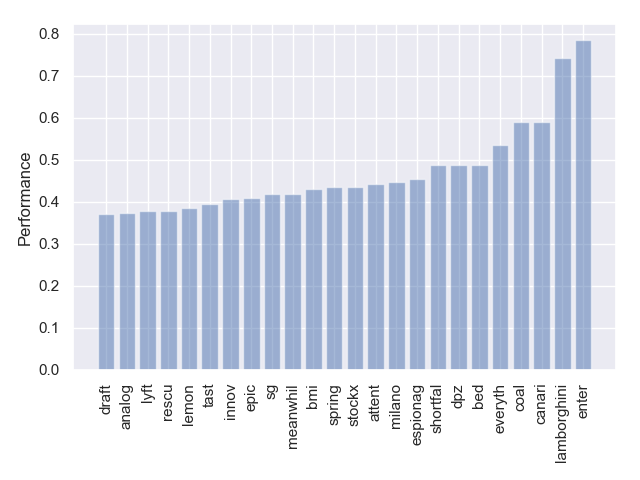 0.8
0.7
0.6
0.5
0.4
0.3
0.2
0.1
0.0
Performance
draft
analog
lyft
rescu
lemon
tast
innov
epic
sg
meanwhil
bmi
spring
stockx
attent
milano
espionag
shortfal
dpz
bed
everyth
coal
canari
lamborghini
enter